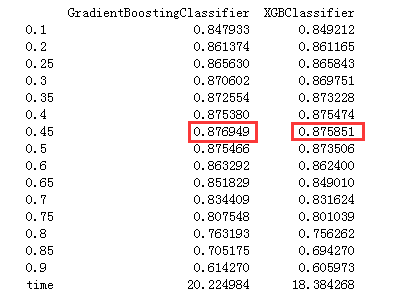 GradientBoostingClassifier XGBClassifier
0.1 0.847933 0.849212
0.2 0.861374 0.861165
0.25 0.865630 0.865843
0.3 0.870602 0.869751
0.35 0.872554 0.873228
0.4 0.875380 0.875474
0.45 0.876949 0.875851
0.5 0.875466 0.873506
0.6 0.863292 0.862400
0.65 0.851829 0.849010
0.7 0.834409 0.831624
0.75 0.807548 0.801039
0.8 0.763193 0.756262
0.85 0.705175 0.694270
0.9 0.614270 0.605973
time 20.224984 18.384268